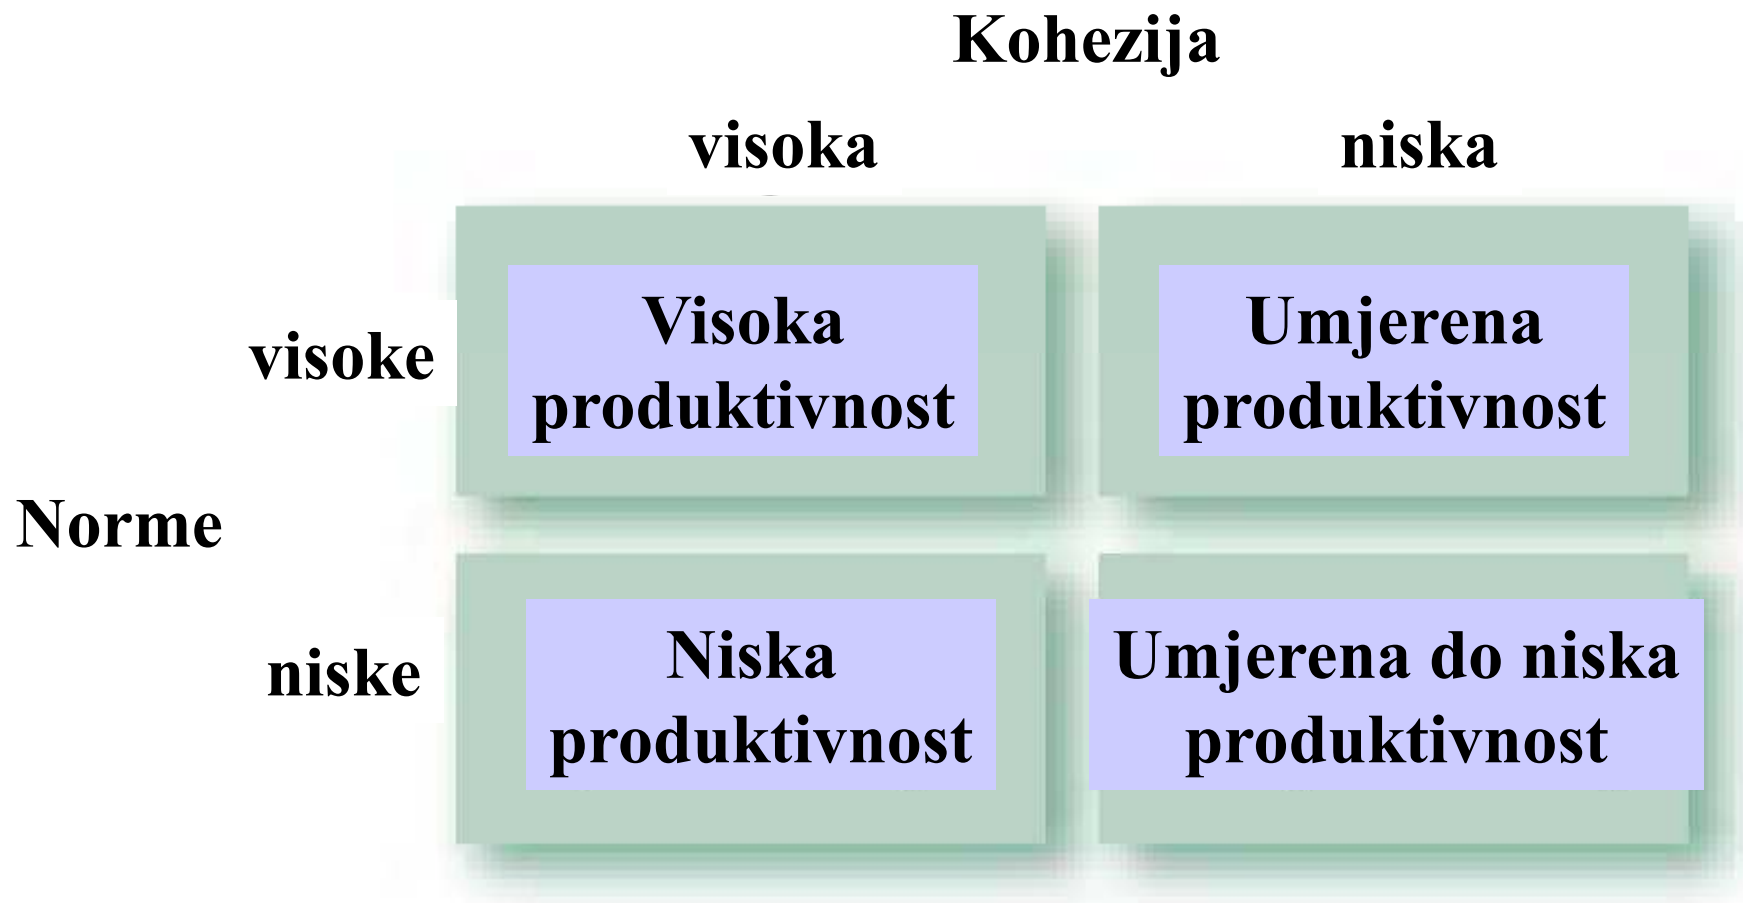 Kohezija
visoka
niska
visoke
Visoka
produktivnost
Umjerena
produktivnost
Norme
niske
Niska
produktivnost
Umjerena do niska
produktivnost